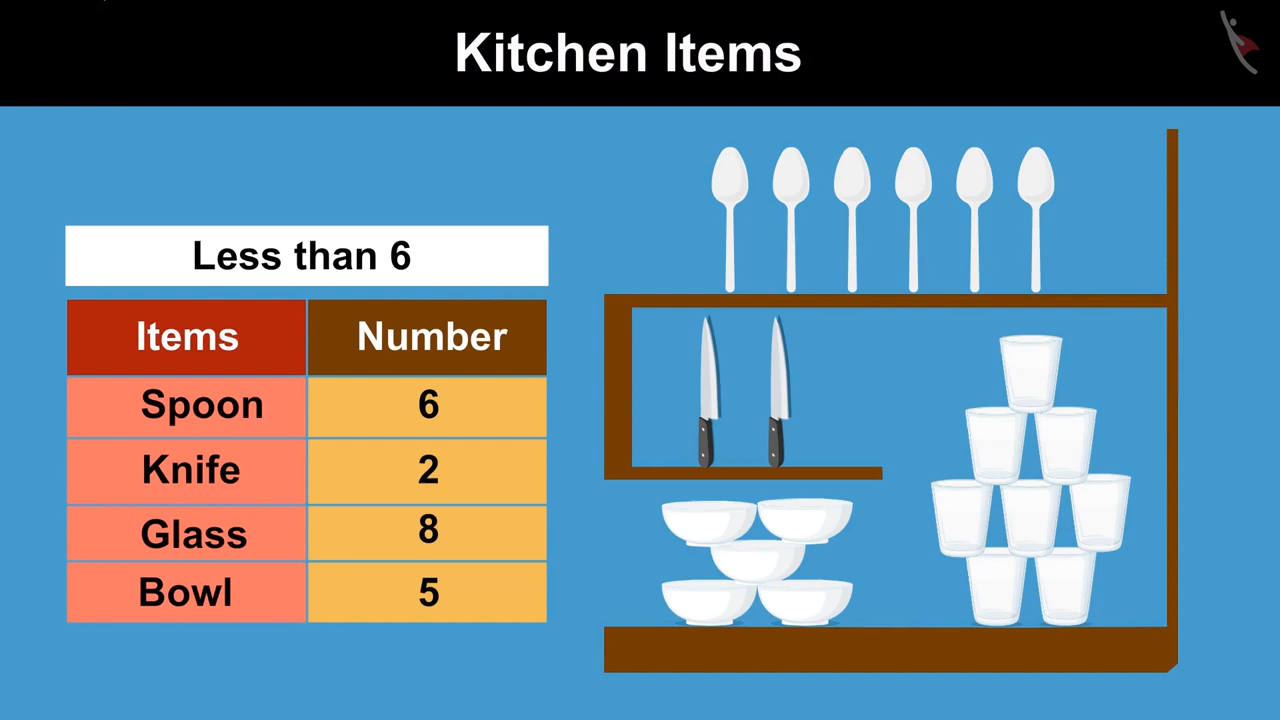 Kitchen Items
Less than 6
Items Number
Spoon 6
Knife 2
Glass 8
Bowl 5